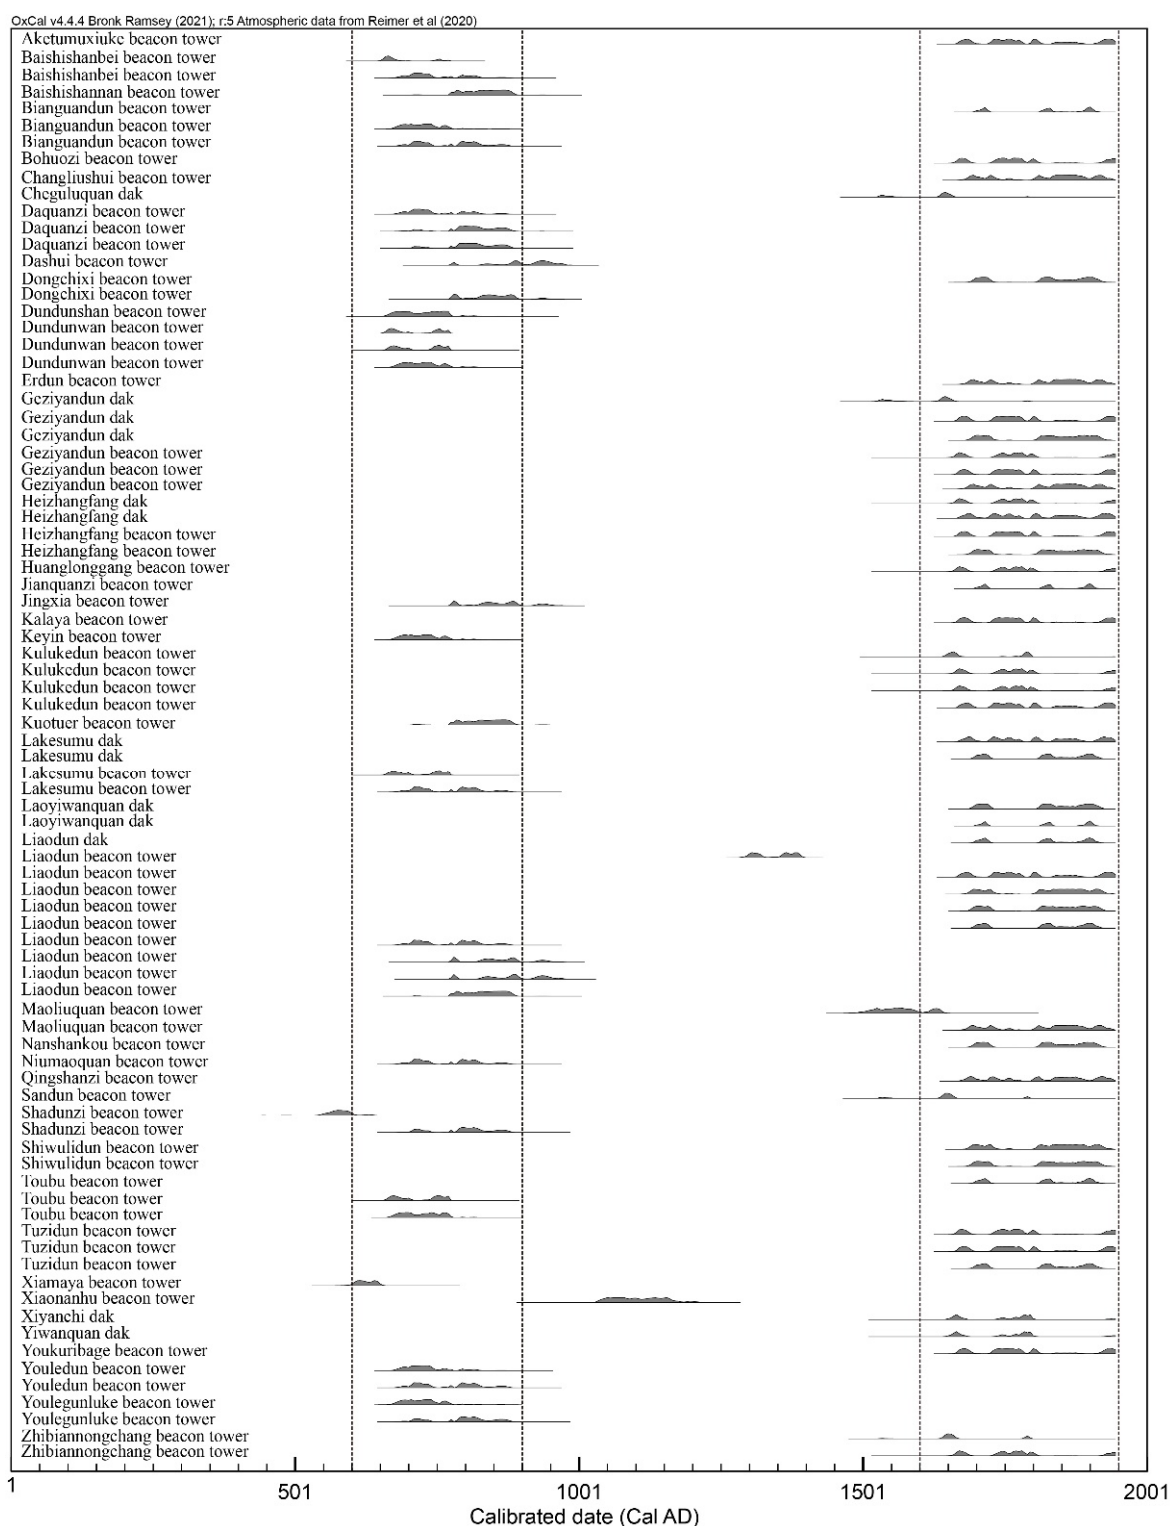 OxCal v4.4.4 Bronk Ramsey (2021); r:5 Atmospheric data from Reimer et al (2020)
Aketumuxiuke beacon tower
Baishishanbei beacon tower
Baishishanbei beacon tower
Baishishannan beacon tower
Bianguandun beacon tower
Bianguandun beacon tower
Bianguandun beacon tower
Bohuozi beacon tower
Changliushui beacon tower
Cheguluquan dak
Daquanzi beacon tower
Daquanzi beacon tower
Daquanzi beacon tower
Dashui beacon tower
Dongchixi beacon tower
Dongchixi beacon tower
Dundunshan beacon tower
Dundunwan beacon tower
Dundunwan beacon tower
Dundunwan beacon tower
Erdun beacon tower
Geziyandun dak
Geziyandun dak
Geziyandun dak
Geziyandun beacon tower
Geziyandun beacon tower
Geziyandun beacon tower
Heizhangfang dak
Heizhangfang dak
Heizhangfang beacon tower
Heizhangfang beacon tower
Huanglonggang beacon tower
Jianquanzi beacon tower
Jingxia beacon tower
Kalaya beacon tower
Keyin beacon tower
Kulukedun beacon tower
Kulukedun beacon tower
Kulukedun beacon tower
Kulukedun beacon tower
Kuotuer beacon tower
Lakesumu dak
Lakesumu dak
Lakesumu beacon tower
Lakesumu beacon tower
Laoyiwanquan dak
Laoyiwanquan dak
Liaodun dak
Liaodun beacon tower
Liaodun beacon tower
Liaodun beacon tower
Liaodun beacon tower
Liaodun beacon tower
Liaodun beacon tower
Liaodun beacon tower
Liaodun beacon tower
Liaodun beacon tower
Maoliuquan beacon tower
Maoliuquan beacon tower
Nanshankou beacon tower
Niumaoquan beacon tower
Qingshanzi beacon tower
Sandun beacon tower
Shadunzi beacon tower
Shadunzi beacon tower
Shiwulidun beacon tower
Shiwulidun beacon tower
Toubu beacon tower
Toubu beacon tower
Toubu beacon tower
Tuzidun beacon tower
Tuzidun beacon tower
Tuzidun beacon tower
Xiamaya beacon tower
Xiaonanhu beacon tower
Xiyanchi dak
Yiwanquan dak
Youkuribage beacon tower
Youledun beacon tower
Youledun beacon tower
Youlegunluke beacon tower
Youlegunluke beacon tower
Zhibiannongchang beacon tower
Zhibiannongchang beacon tower
1 501 1001 1501 2001
Calibrated date (Cal AD)